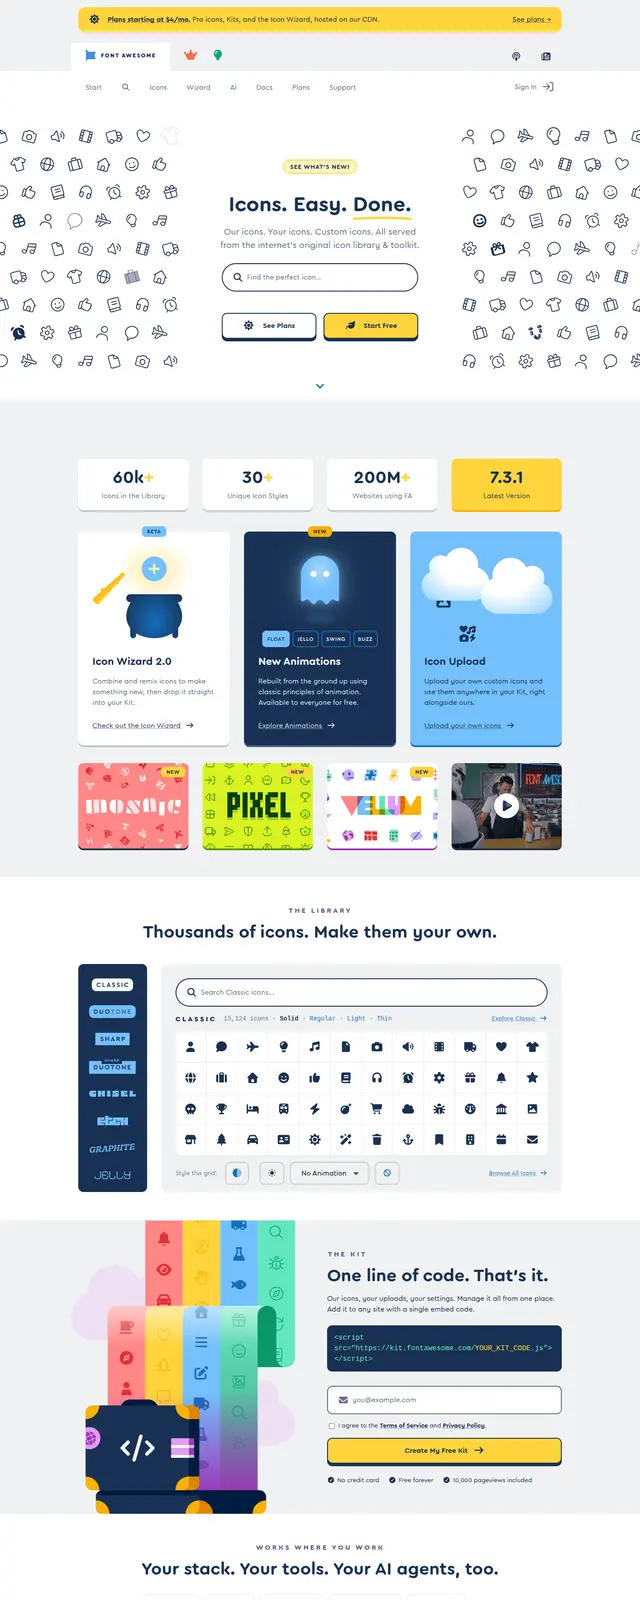 Plans starting at $4/mo. Pro icons, Kits, and the Icon Wizard, hosted on our CDN. See plans →
FONT AWESOME
Start Icons Wizard AI Docs Plans Support Sign In
SEE WHAT'S NEW!
Icons. Easy. Done.
Our icons. Your icons. Custom icons. All served
from the internet's original icon library & toolkit.
Find the perfect icon...
See Plans Start Free
60k+ 30+ 200M+ 7.3.1
Icons in the Library Unique Icon Styles Websites using FA Latest Version
BETA
Icon Wizard 2.0
Combine and remix icons to make
something new, then drop it straight
into your Kit.
Check out the Icon Wizard →
NEW
FLOAT JELLO SWING BUZZ
New Animations
Rebuilt from the ground up using
classic principles of animation.
Available to everyone for free.
Explore Animations →
Icon Upload
Upload your own custom icons and
use them anywhere in your Kit, right
alongside ours.
Upload your own icons →
NEW
mosaic
NEW
PIXEL
NEW
VELLUM
FONT AWES
THE LIBRARY
Thousands of icons. Make them your own.
CLASSIC
DUOTONE
SHARP
SHARP
DUOTONE
CHISEL
ETCH
GRAPHITE
JELLY
Search Classic icons...
CLASSIC 15,124 icons · Solid · Regular · Light · Thin Explore Classic →
Style this grid: No Animation Browse All Icons →
THE KIT
One line of code. That's it.
Our icons, your uploads, your settings. Manage it all from one place.
Add it to any site with a single embed code.
<script
src="https://kit.fontawesome.com/YOUR_KIT_CODE.js">
</script>
you@example.com
I agree to the Terms of Service and Privacy Policy.
Create My Free Kit →
No credit card Free forever 10,000 pageviews included
WORKS WHERE YOU WORK
Your stack. Your tools. Your AI agents, too.